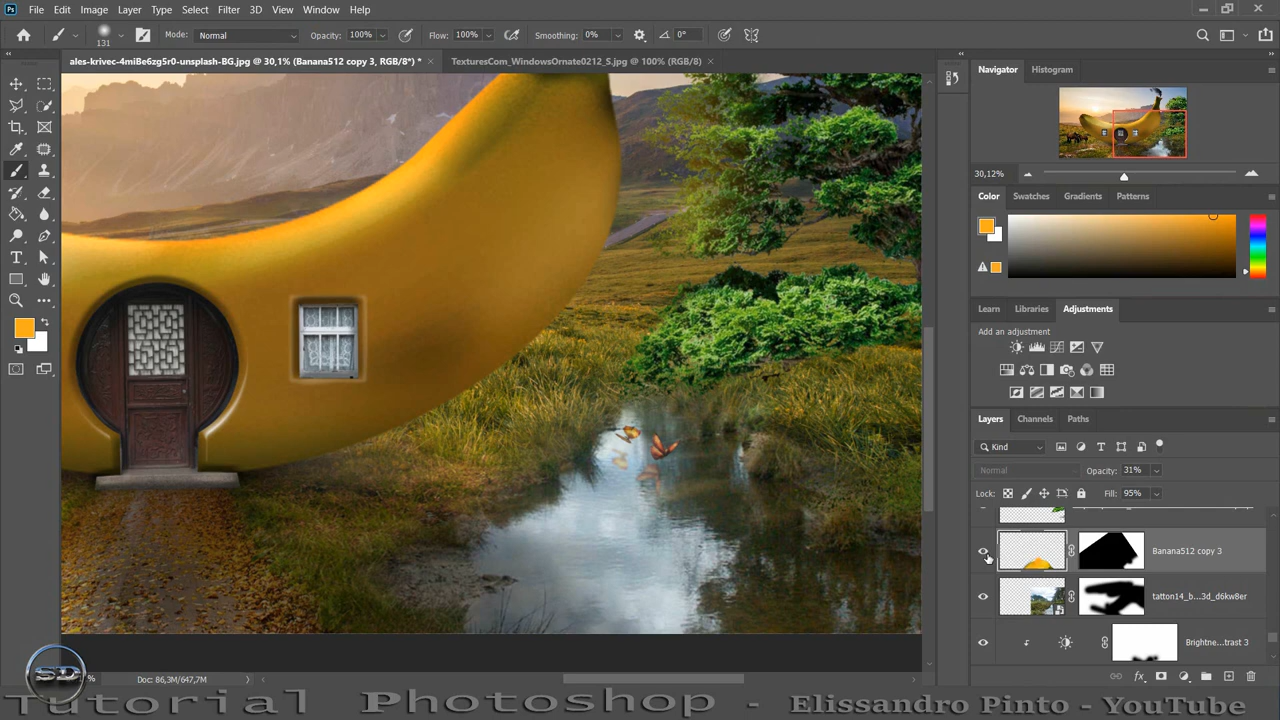 Ps File Edit Image Layer Type Select Filter 3D View Window Help
131 Mode: Normal Opacity: 100% Flow: 100% Smoothing: 0% 0°
ales-krivec-4miBe6zg5r0-unsplash-BG.jpg @ 30,1% (Banana512 copy 3, RGB/8*) * TexturesCom_WindowsOrnate0212_S.jpg @ 100% (RGB/8)
Navigator Histogram
30,12%
Color Swatches Gradients Patterns
Learn Libraries Adjustments
Add an adjustment
Layers Channels Paths
Kind
Normal Opacity: 31%
Lock: Fill: 95%
Banana512 copy 3
tatton14_b...3d_d6kw8er
Brightne...trast 3
% Doc: 86,3M/647,7M
SD
Tutorial Photoshop - Elissandro Pinto - YouTube